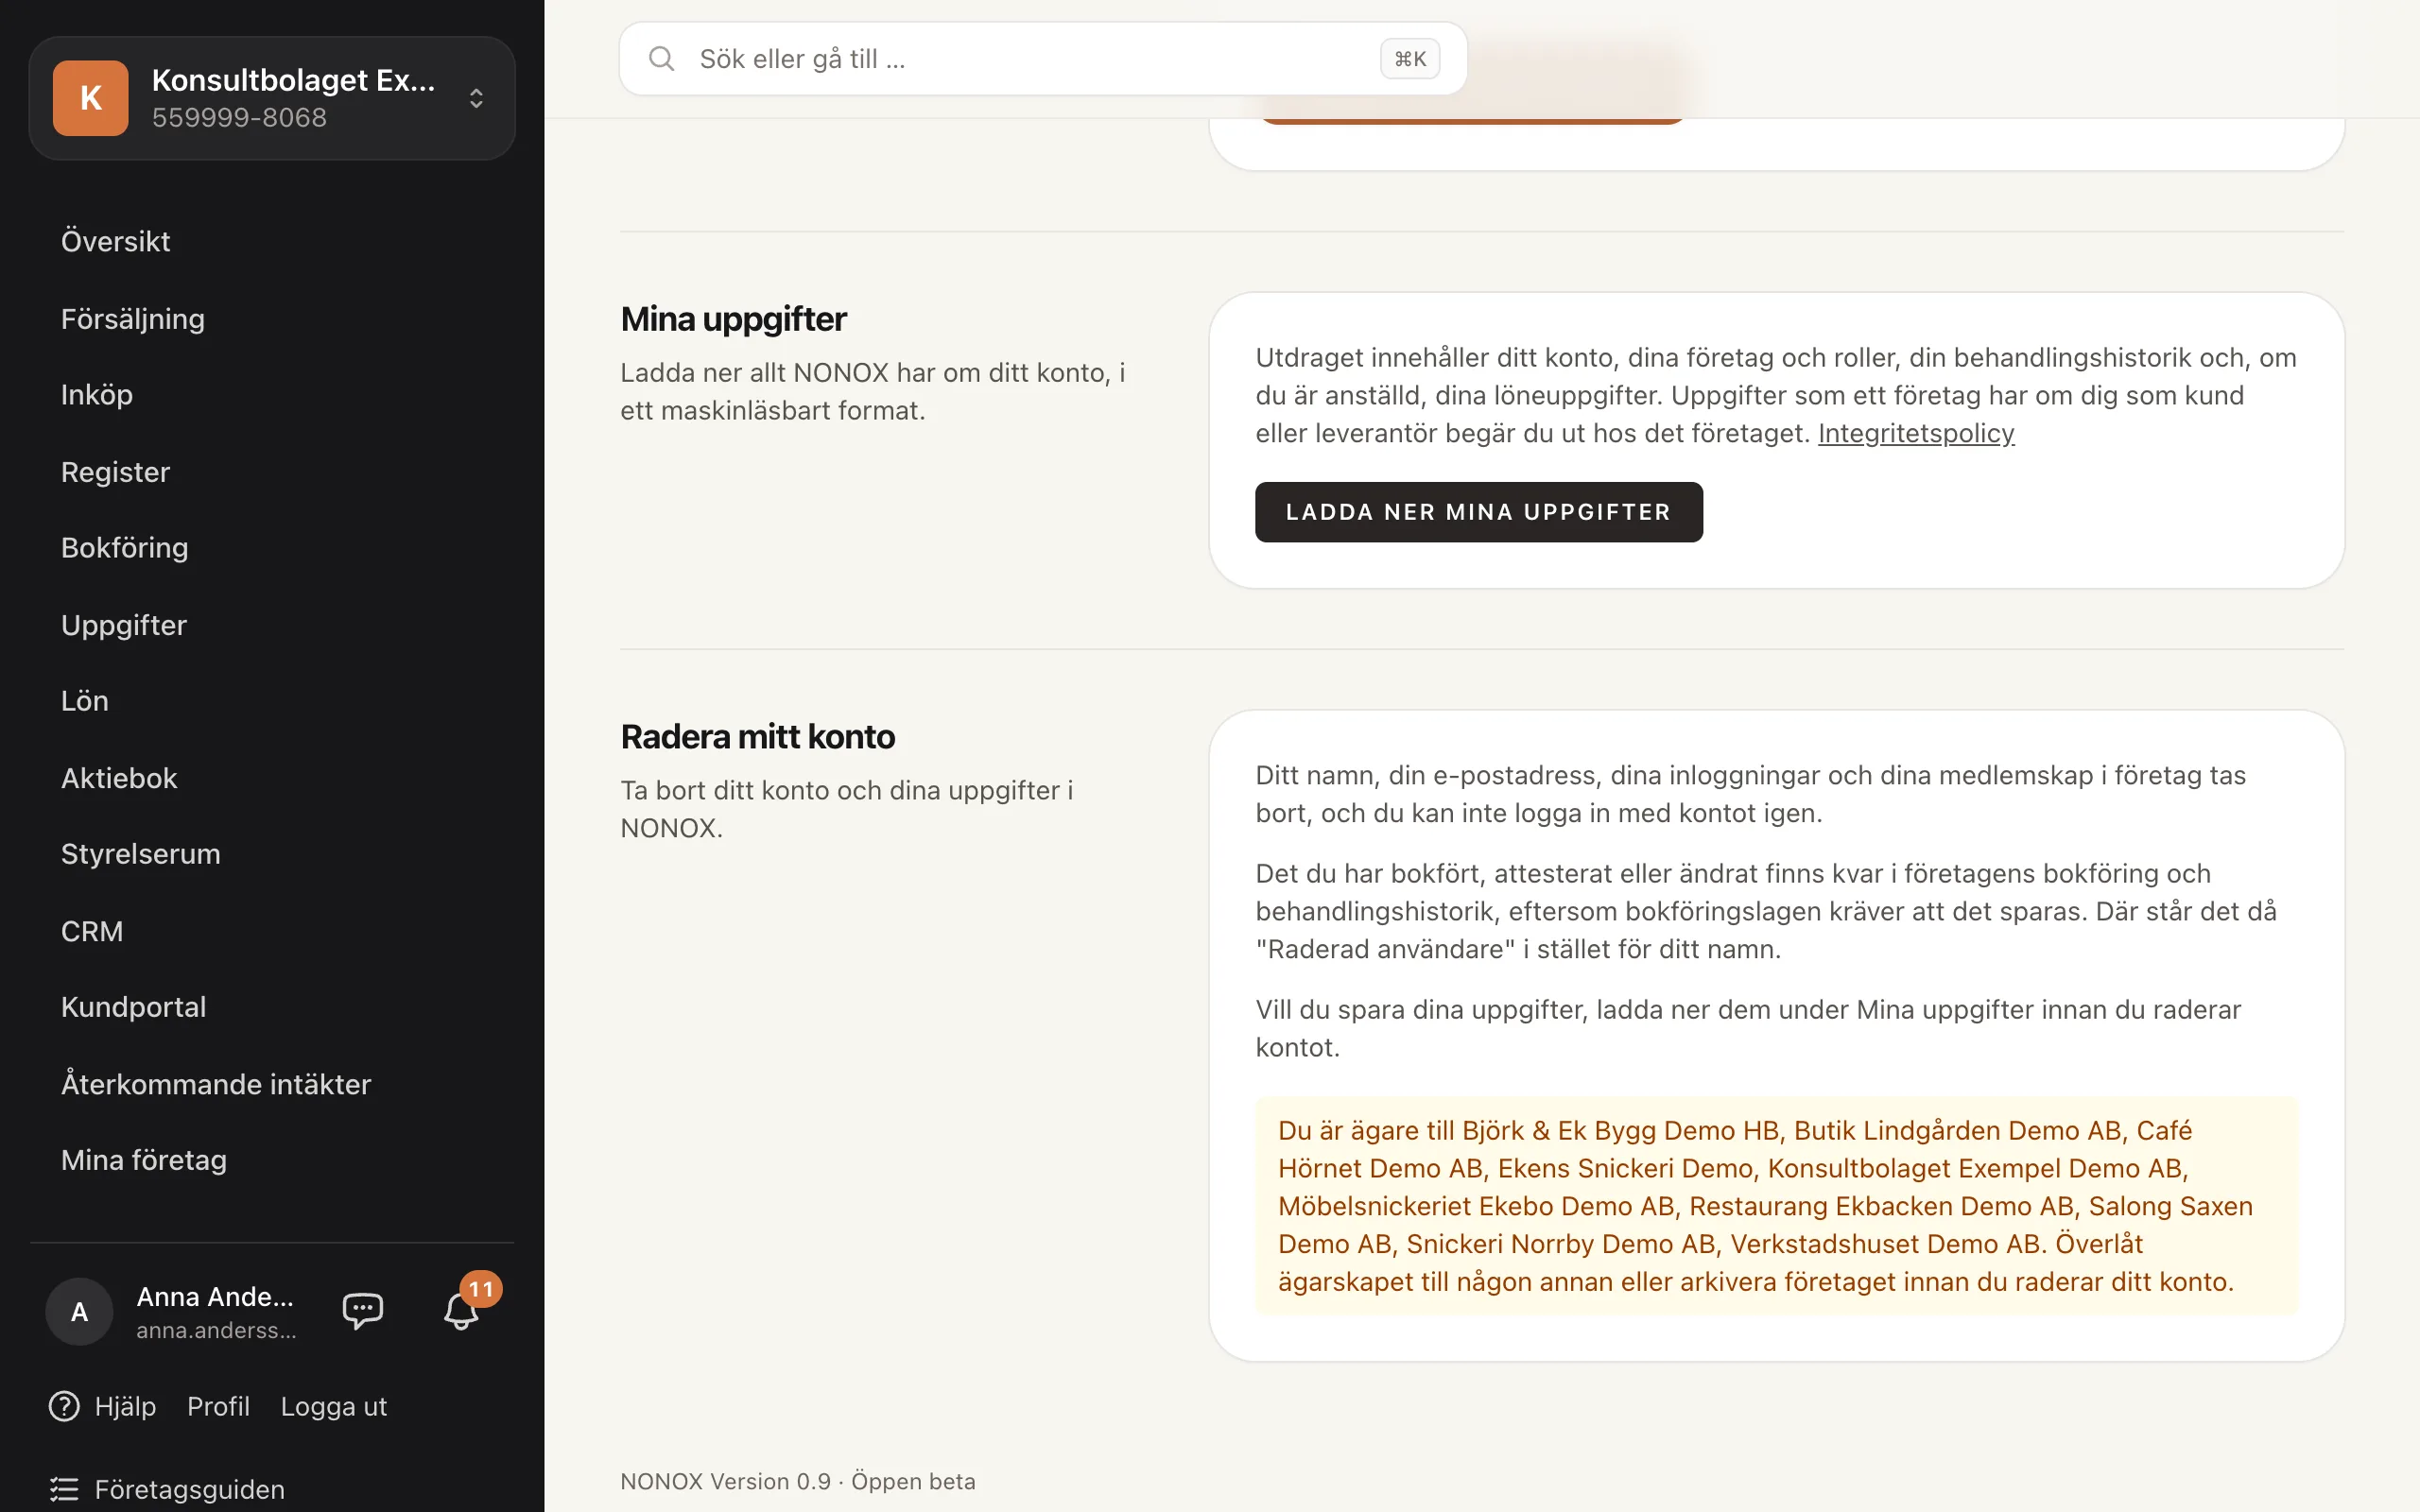 K
Konsultbolaget Ex...
559999-8068
Översikt
Försäljning
Inköp
Register
Bokföring
Uppgifter
Lön
Aktiebok
Styrelserum
CRM
Kundportal
Återkommande intäkter
Mina företag
A
Anna Ande...
anna.anderss...
11
Hjälp
Profil
Logga ut
Företagsguiden
Sök eller gå till ...
⌘K
Mina uppgifter
Ladda ner allt NONOX har om ditt konto, i
ett maskinläsbart format.
Utdraget innehåller ditt konto, dina företag och roller, din behandlingshistorik och, om
du är anställd, dina löneuppgifter. Uppgifter som ett företag har om dig som kund
eller leverantör begär du ut hos det företaget. Integritetspolicy
LADDA NER MINA UPPGIFTER
Radera mitt konto
Ta bort ditt konto och dina uppgifter i
NONOX.
Ditt namn, din e-postadress, dina inloggningar och dina medlemskap i företag tas
bort, och du kan inte logga in med kontot igen.
Det du har bokfört, attesterat eller ändrat finns kvar i företagens bokföring och
behandlingshistorik, eftersom bokföringslagen kräver att det sparas. Där står det då
"Raderad användare" i stället för ditt namn.
Vill du spara dina uppgifter, ladda ner dem under Mina uppgifter innan du raderar
kontot.
Du är ägare till Björk & Ek Bygg Demo HB, Butik Lindgården Demo AB, Café
Hörnet Demo AB, Ekens Snickeri Demo, Konsultbolaget Exempel Demo AB,
Möbelsnickeriet Ekebo Demo AB, Restaurang Ekbacken Demo AB, Salong Saxen
Demo AB, Snickeri Norrby Demo AB, Verkstadshuset Demo AB. Överlåt
ägarskapet till någon annan eller arkivera företaget innan du raderar ditt konto.
NONOX Version 0.9 · Öppen beta